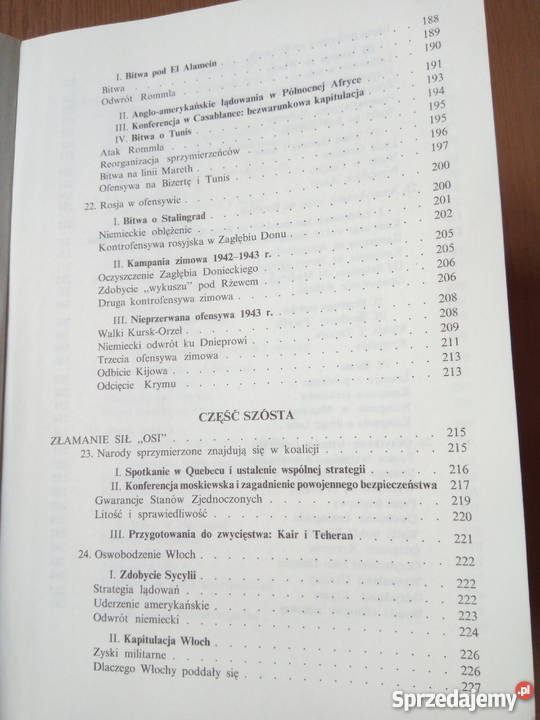 I. Bitwa pod El Alamein . . . 188
Bitwa . . . 189
Odwrót Rommla . . . 190
II. Anglo-amerykańskie lądowania w Północnej Afryce . . . 191
III. Konferencja w Casablance: bezwarunkowa kapitulacja . . . 193
IV. Bitwa o Tunis . . . 194
Atak Rommla . . . 195
Reorganizacja sprzymierzeńców . . . 195
Bitwa na linii Mareth . . . 196
Ofensywa na Bizertę i Tunis . . . 197
22. Rosja w ofensywie . . . 200
I. Bitwa o Stalingrad . . . 200
Niemieckie oblężenie . . . 201
Kontrofensywa rosyjska w Zagłębiu Donu . . . 202
II. Kampania zimowa 1942–1943 r. . . . 205
Oczyszczenie Zagłębia Donieckiego . . . 205
Zdobycie „wykuszu” pod Rżewem . . . 206
Druga kontrofensywa zimowa . . . 206
III. Nieprzerwana ofensywa 1943 r. . . . 208
Walki Kursk-Orzeł . . . 208
Niemiecki odwrót ku Dnieprowi . . . 209
Trzecia ofensywa zimowa . . . 211
Odbicie Kijowa . . . 213
Odcięcie Krymu . . . 213
CZĘŚĆ SZÓSTA
ZŁAMANIE SIŁ „OSI” . . . 215
23. Narody sprzymierzone znajdują się w koalicji . . . 215
I. Spotkanie w Quebecu i ustalenie wspólnej strategii . . . 216
II. Konferencja moskiewska i zagadnienie powojennego bezpieczeństwa 217
Gwarancje Stanów Zjednoczonych . . . 219
Litość i sprawiedliwość . . . 220
III. Przygotowania do zwycięstwa: Kair i Teheran . . . 221
24. Oswobodzenie Włoch . . . 222
I. Zdobycie Sycylii . . . 222
Strategia lądowań . . . 222
Uderzenie amerykańskie . . . 223
Odwrót niemiecki . . . 224
II. Kapitulacja Włoch . . . 226
Zyski militarne . . . 226
Dlaczego Włochy poddały się . . . 227
Sprzedajemy.pl